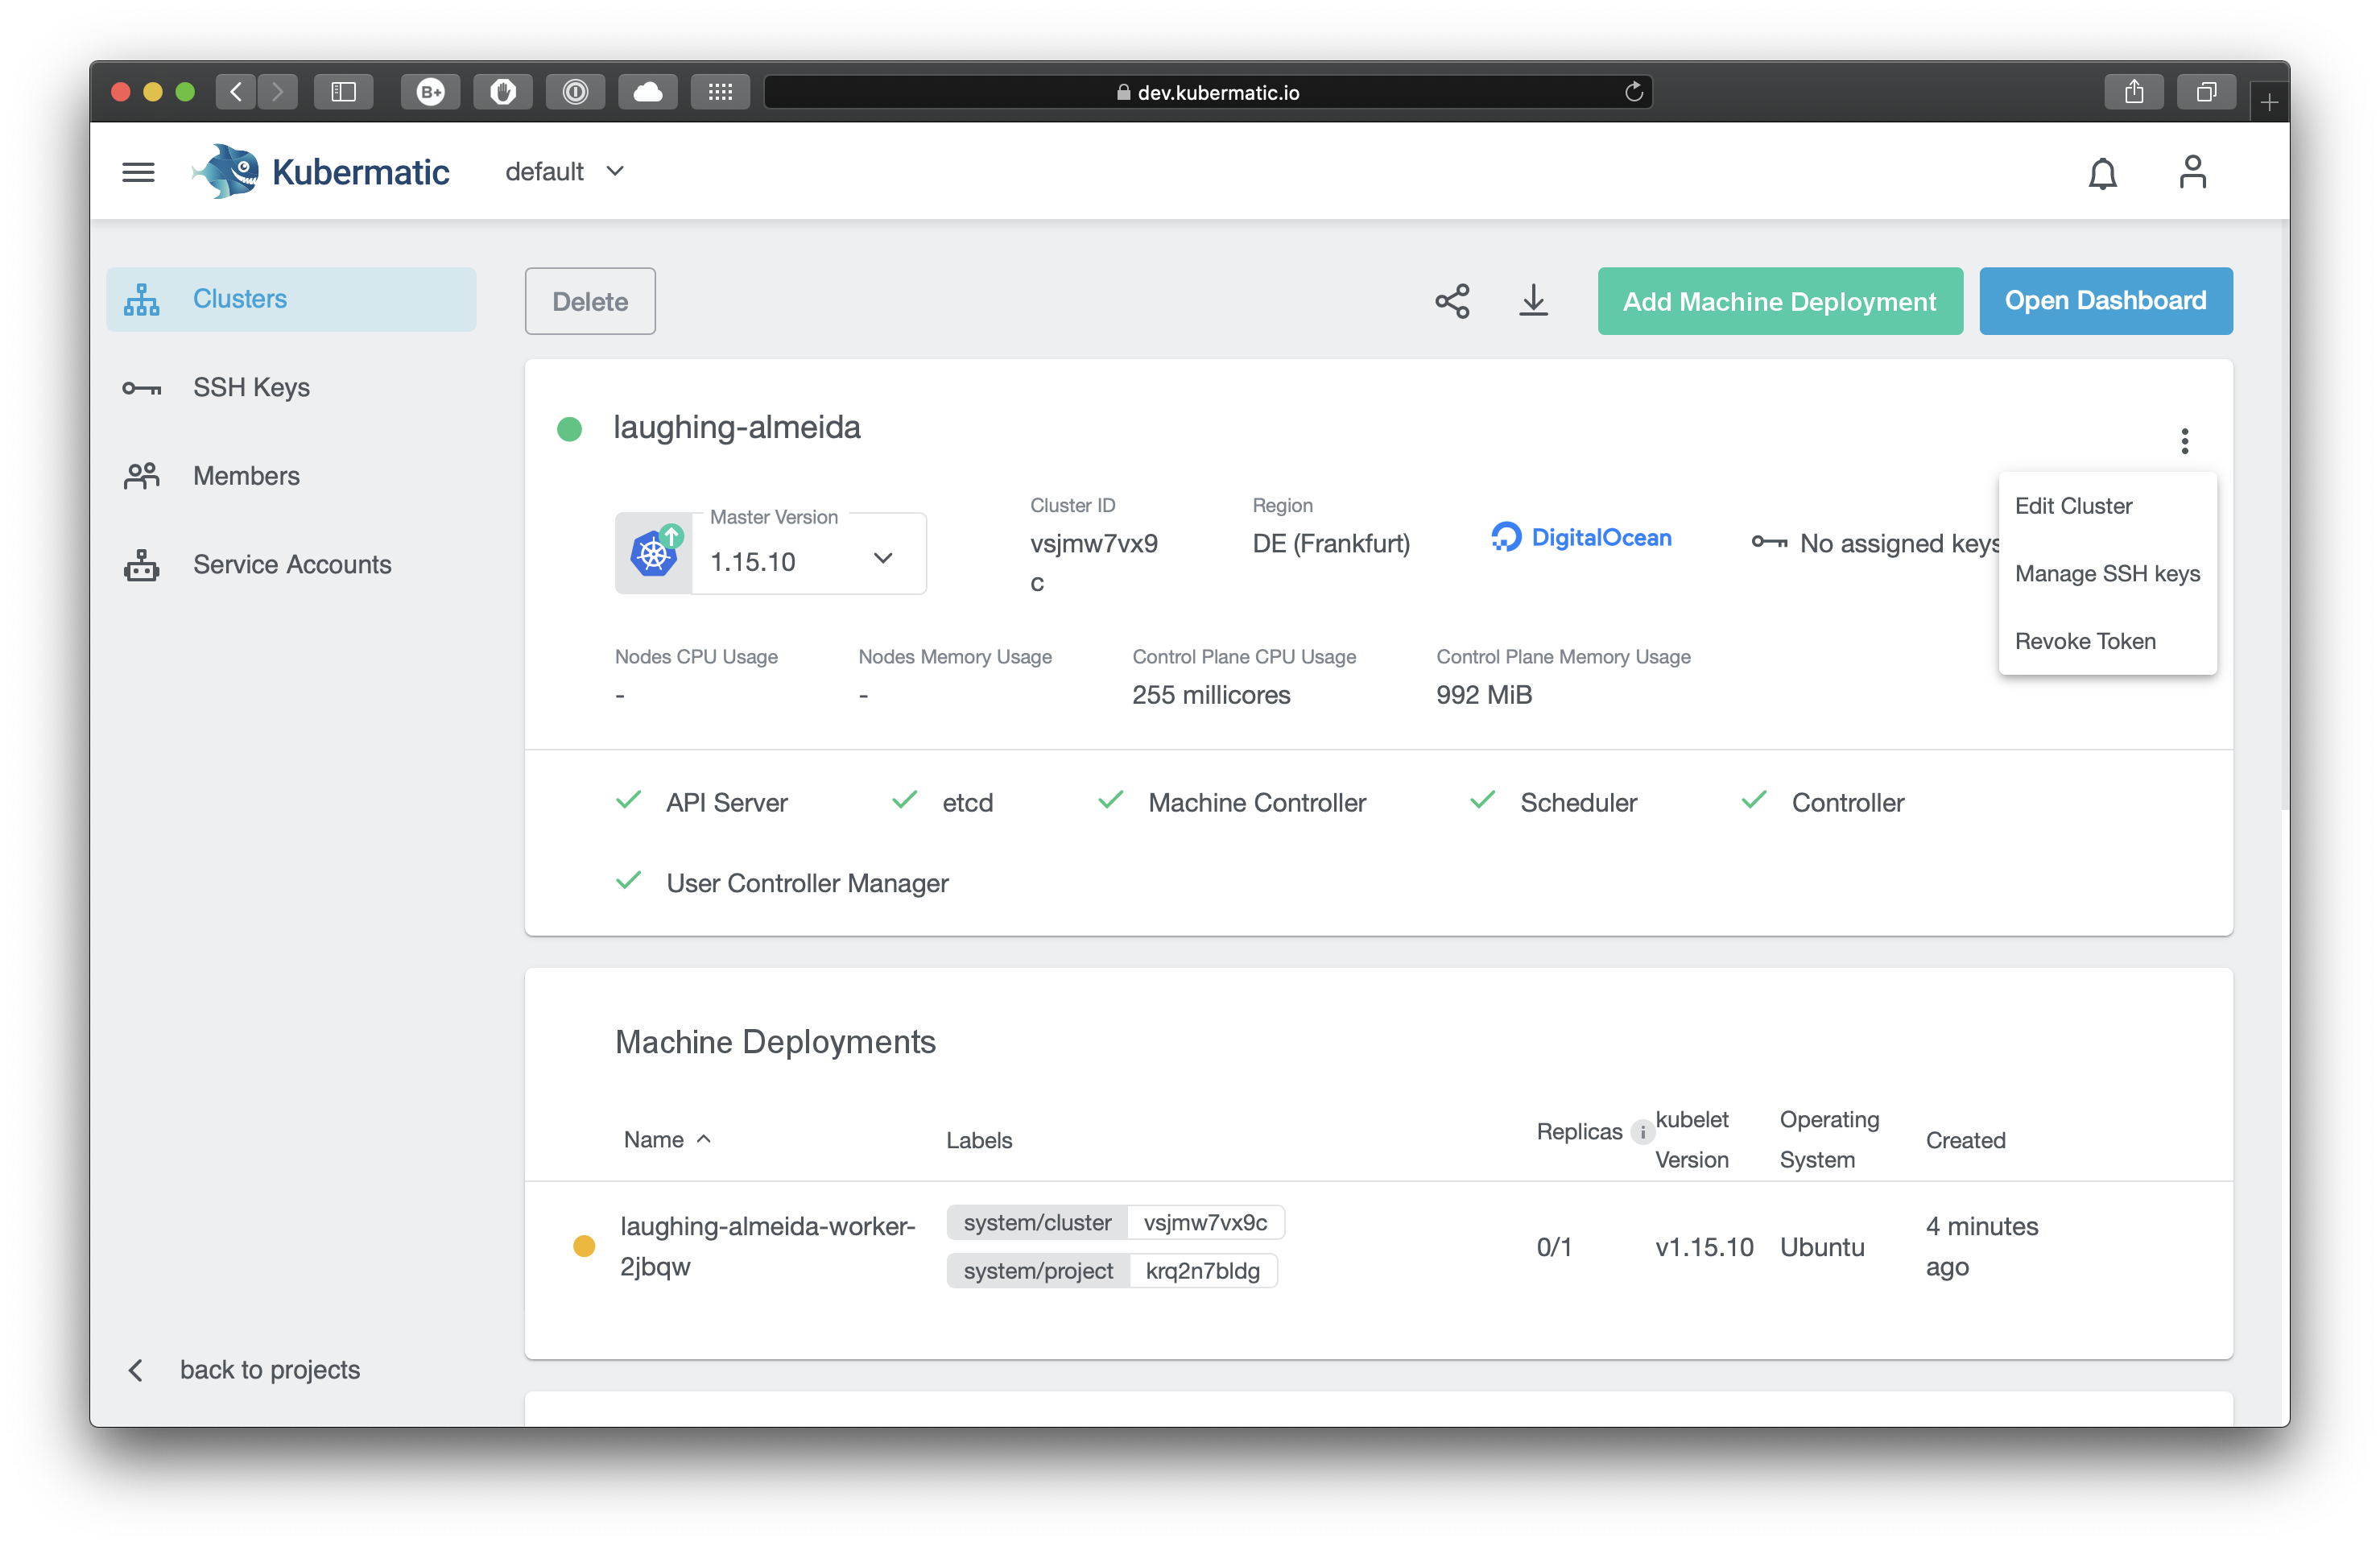 B+
dev.kubermatic.io
Kubermatic
default
Clusters
SSH Keys
Members
Service Accounts
back to projects
Delete
Add Machine Deployment
Open Dashboard
laughing-almeida
Master Version
1.15.10
Cluster ID
vsjmw7vx9
c
Region
DE (Frankfurt)
DigitalOcean
No assigned keys
Edit Cluster
Manage SSH keys
Revoke Token
Nodes CPU Usage
-
Nodes Memory Usage
-
Control Plane CPU Usage
255 millicores
Control Plane Memory Usage
992 MiB
API Server
etcd
Machine Controller
Scheduler
Controller
User Controller Manager
Machine Deployments
Name
Labels
Replicas i
kubelet
Version
Operating
System
Created
laughing-almeida-worker-
2jbqw
system/cluster vsjmw7vx9c
system/project krq2n7bldg
0/1
v1.15.10
Ubuntu
4 minutes
ago